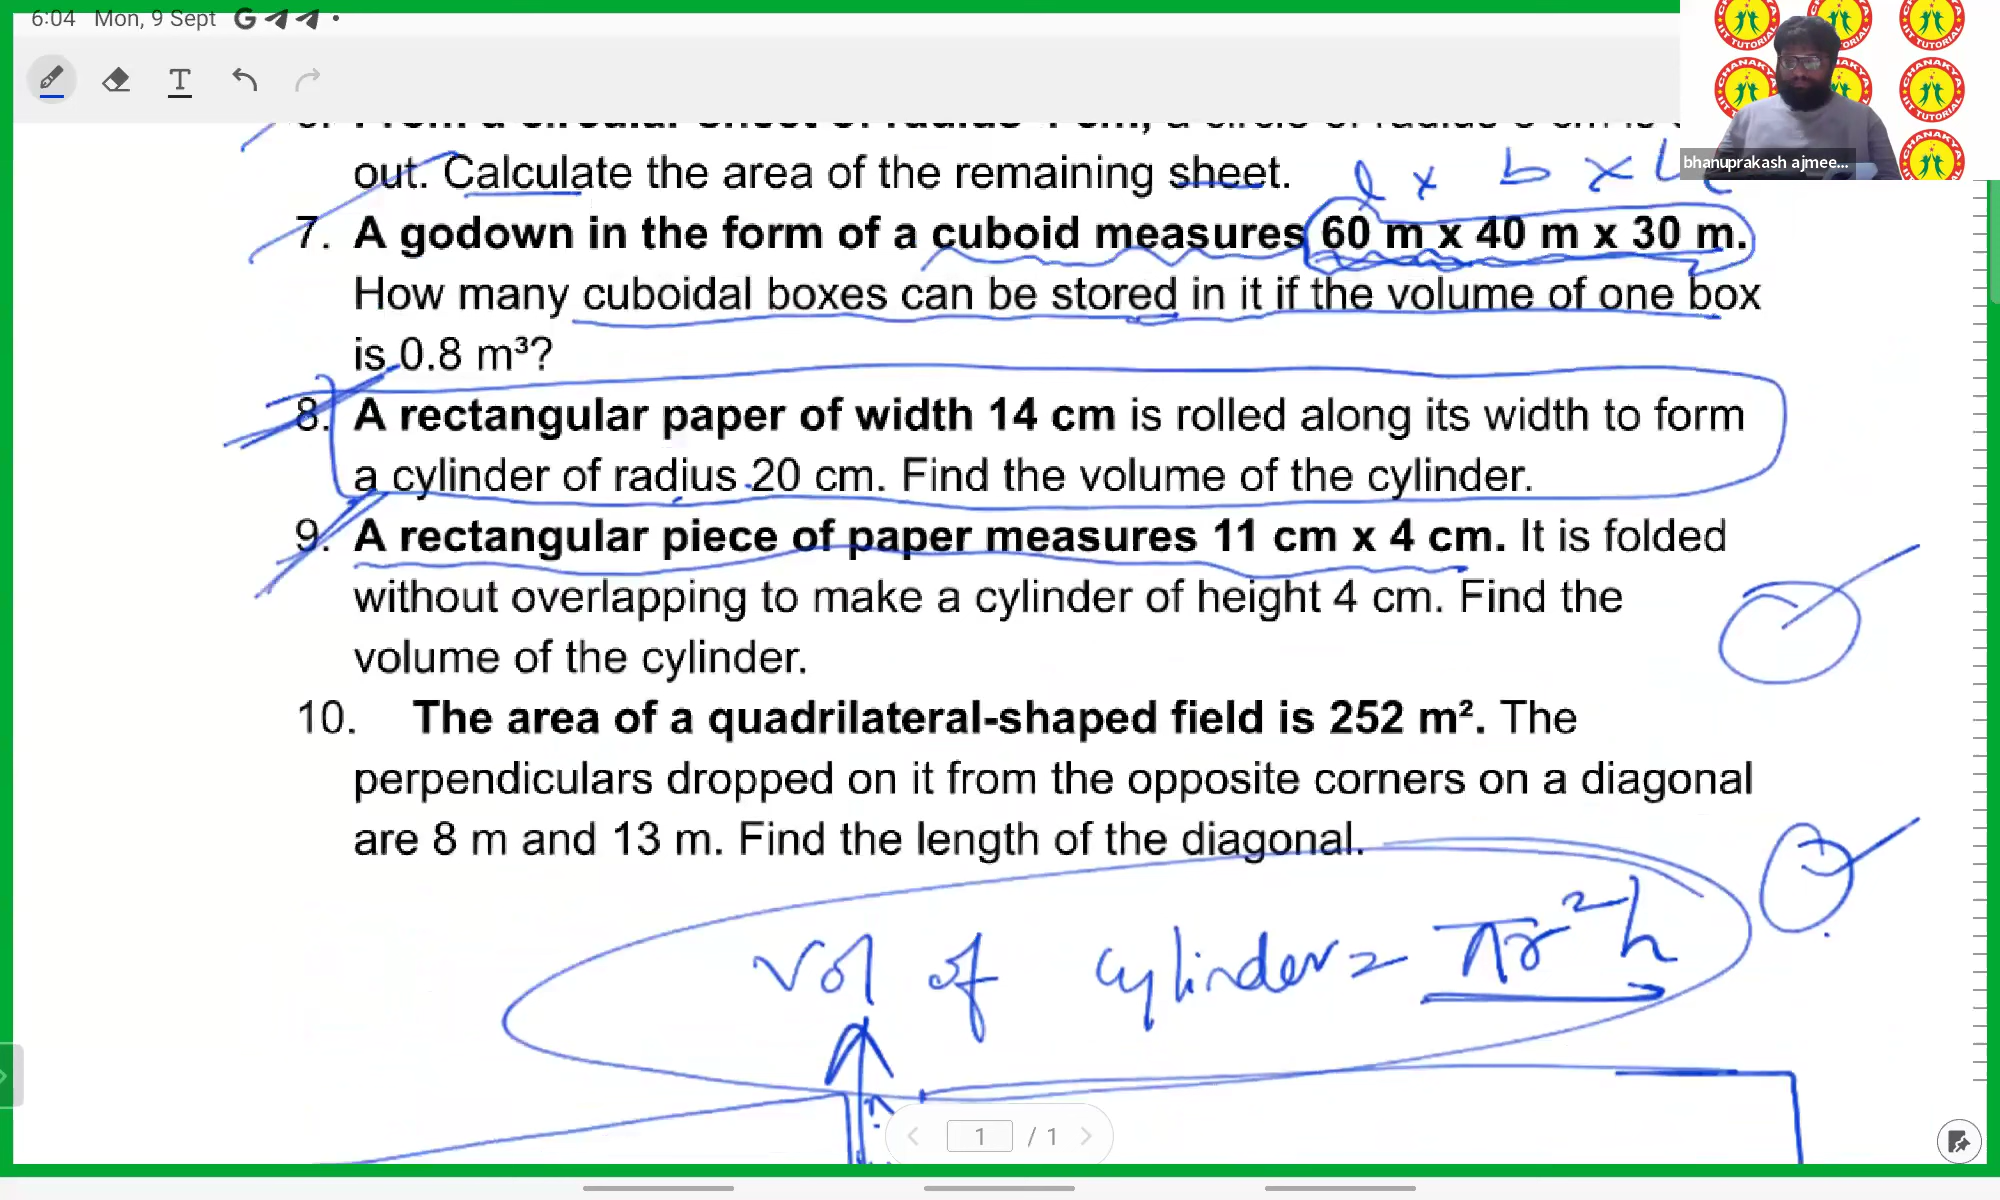 6:04 Mon, 9 Sept
T
bhanuprakash ajmee...
out. Calculate the area of the remaining sheet.
l x b x
7. A godown in the form of a cuboid measures 60 m x 40 m x 30 m.
How many cuboidal boxes can be stored in it if the volume of one box
is 0.8 m³?
8. A rectangular paper of width 14 cm is rolled along its width to form
a cylinder of radius 20 cm. Find the volume of the cylinder.
9. A rectangular piece of paper measures 11 cm x 4 cm. It is folded
without overlapping to make a cylinder of height 4 cm. Find the
volume of the cylinder.
10. The area of a quadrilateral-shaped field is 252 m². The
perpendiculars dropped on it from the opposite corners on a diagonal
are 8 m and 13 m. Find the length of the diagonal.
vol of cylinder = πr²h
1 / 1